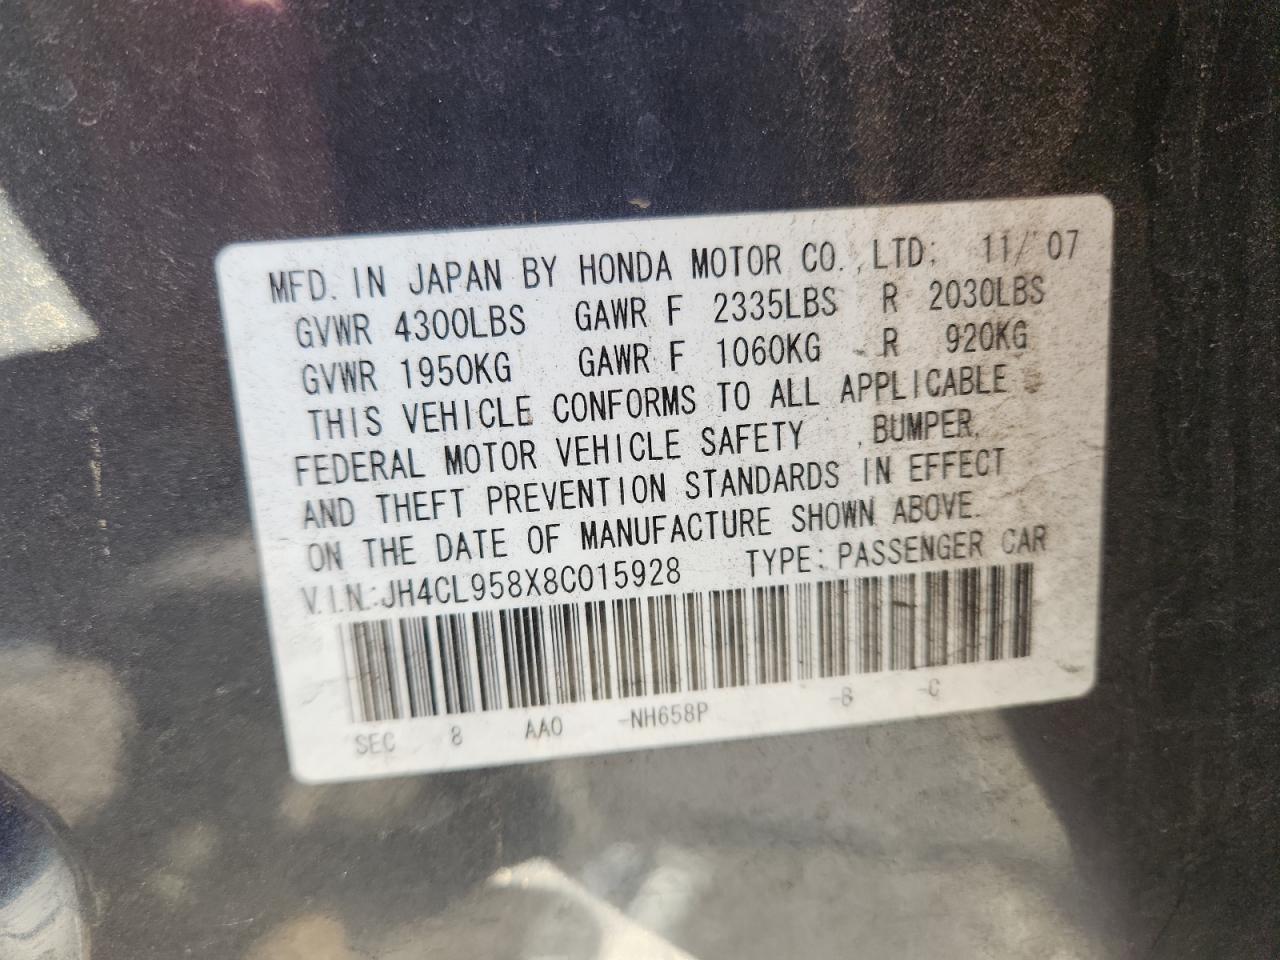 MFD. IN JAPAN BY HONDA MOTOR CO.,LTD. 11/'07
GVWR 4300LBS GAWR F 2335LBS R 2030LBS
GVWR 1950KG GAWR F 1060KG R 920KG
THIS VEHICLE CONFORMS TO ALL APPLICABLE
FEDERAL MOTOR VEHICLE SAFETY ,BUMPER,
AND THEFT PREVENTION STANDARDS IN EFFECT
ON THE DATE OF MANUFACTURE SHOWN ABOVE.
V.I.N.:JH4CL958X8C015928 TYPE:PASSENGER CAR
SEC 8 AA0 -NH658P -B -C